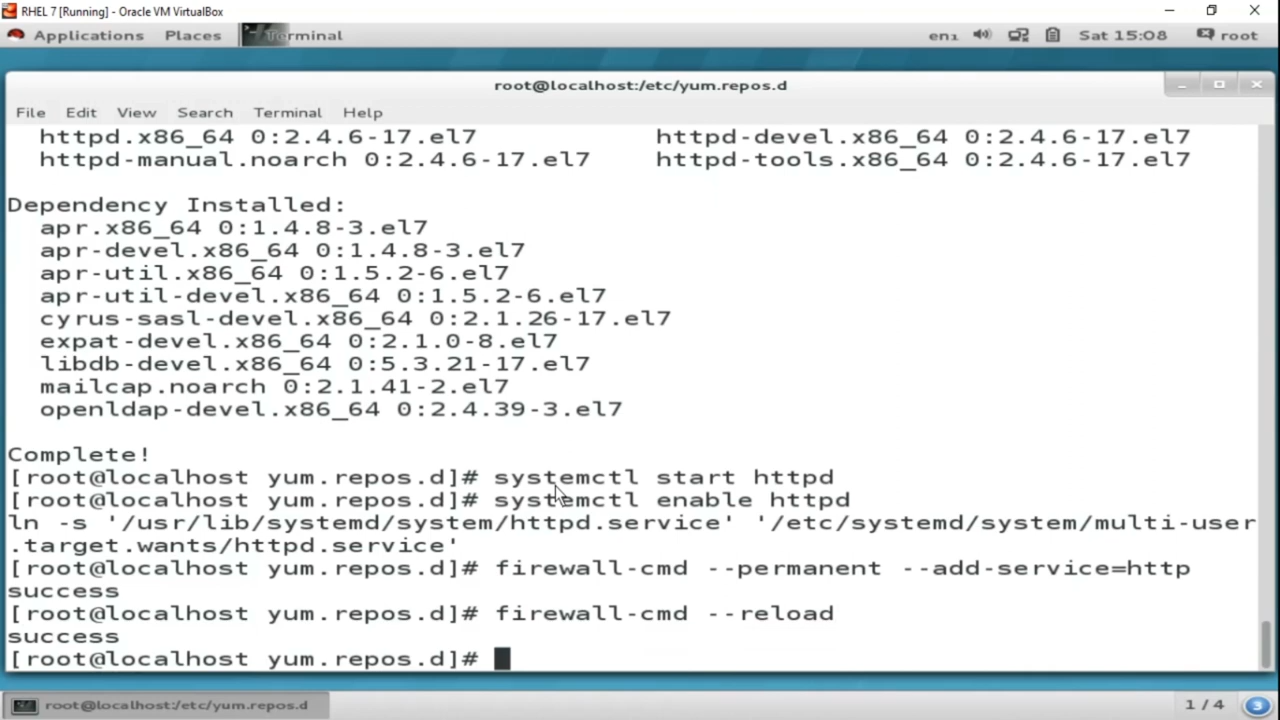 RHEL 7 [Running] - Oracle VM VirtualBox
Applications Places Terminal en1 Sat 15:08 root
root@localhost:/etc/yum.repos.d
File Edit View Search Terminal Help
httpd.x86_64 0:2.4.6-17.el7 httpd-devel.x86_64 0:2.4.6-17.el7
httpd-manual.noarch 0:2.4.6-17.el7 httpd-tools.x86_64 0:2.4.6-17.el7
Dependency Installed:
apr.x86_64 0:1.4.8-3.el7
apr-devel.x86_64 0:1.4.8-3.el7
apr-util.x86_64 0:1.5.2-6.el7
apr-util-devel.x86_64 0:1.5.2-6.el7
cyrus-sasl-devel.x86_64 0:2.1.26-17.el7
expat-devel.x86_64 0:2.1.0-8.el7
libdb-devel.x86_64 0:5.3.21-17.el7
mailcap.noarch 0:2.1.41-2.el7
openldap-devel.x86_64 0:2.4.39-3.el7
Complete!
[root@localhost yum.repos.d]# systemctl start httpd
[root@localhost yum.repos.d]# systemctl enable httpd
ln -s '/usr/lib/systemd/system/httpd.service' '/etc/systemd/system/multi-user
.target.wants/httpd.service'
[root@localhost yum.repos.d]# firewall-cmd --permanent --add-service=http
success
[root@localhost yum.repos.d]# firewall-cmd --reload
success
[root@localhost yum.repos.d]#
root@localhost:/etc/yum.repos.d 1 / 4 3